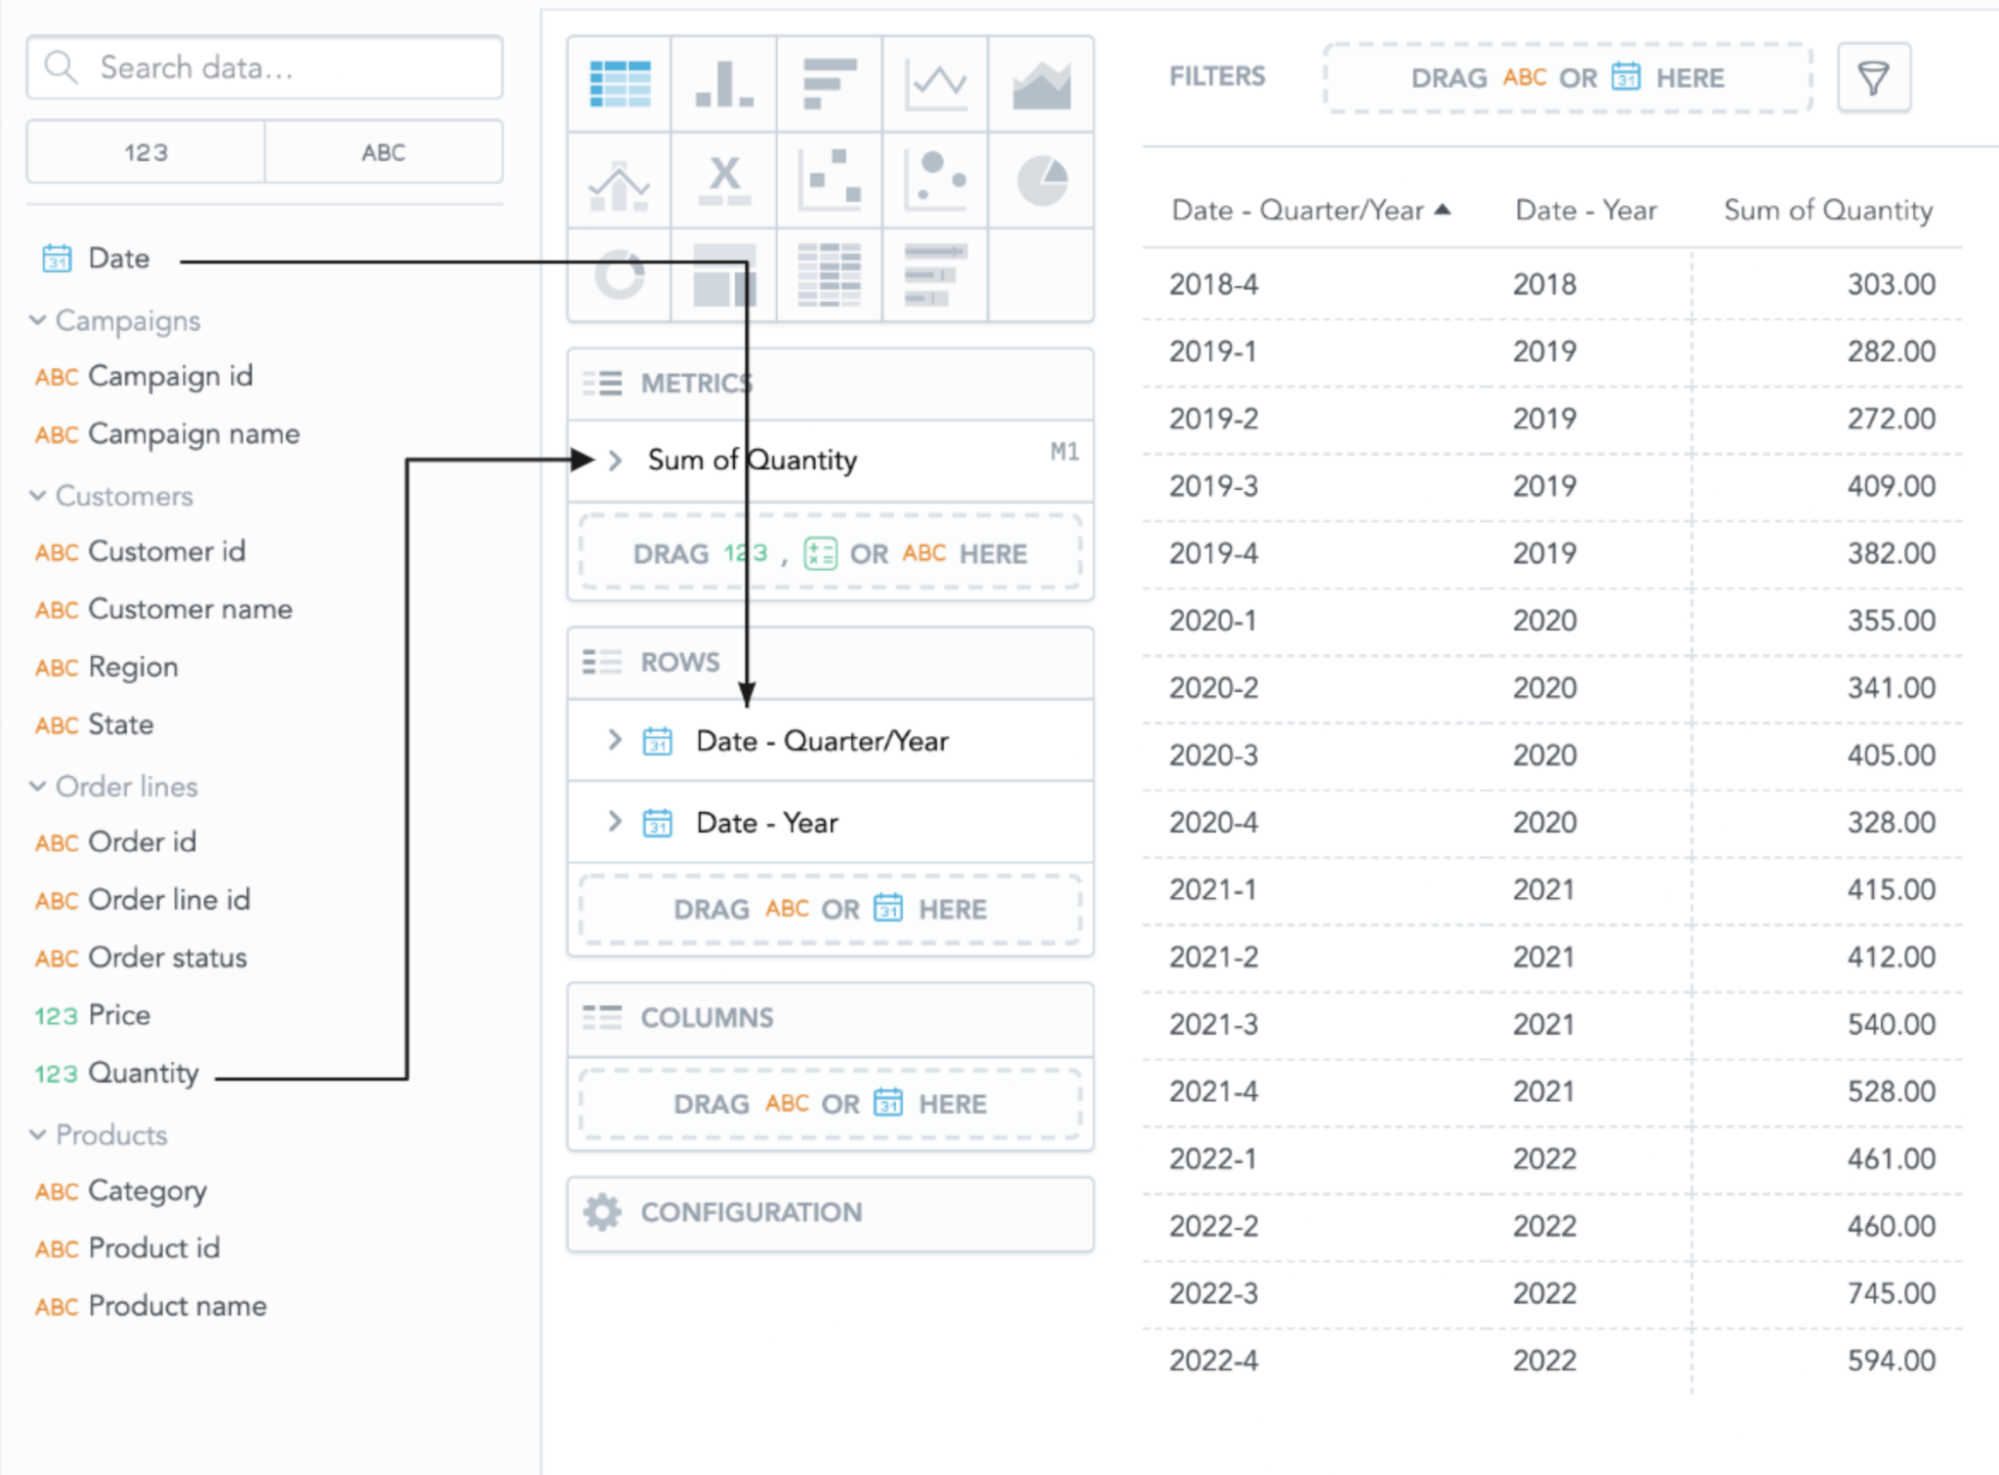 Search data...
123 ABC
Date
Campaigns
ABC Campaign id
ABC Campaign name
Customers
ABC Customer id
ABC Customer name
ABC Region
ABC State
Order lines
ABC Order id
ABC Order line id
ABC Order status
123 Price
123 Quantity
Products
ABC Category
ABC Product id
ABC Product name
X
METRICS
Sum of Quantity M1
DRAG 123 , OR ABC HERE
ROWS
31 Date - Quarter/Year
31 Date - Year
DRAG ABC OR 31 HERE
COLUMNS
DRAG ABC OR 31 HERE
CONFIGURATION
FILTERS DRAG ABC OR 31 HERE
Date - Quarter/Year Date - Year Sum of Quantity
2018-4 2018 303.00
2019-1 2019 282.00
2019-2 2019 272.00
2019-3 2019 409.00
2019-4 2019 382.00
2020-1 2020 355.00
2020-2 2020 341.00
2020-3 2020 405.00
2020-4 2020 328.00
2021-1 2021 415.00
2021-2 2021 412.00
2021-3 2021 540.00
2021-4 2021 528.00
2022-1 2022 461.00
2022-2 2022 460.00
2022-3 2022 745.00
2022-4 2022 594.00